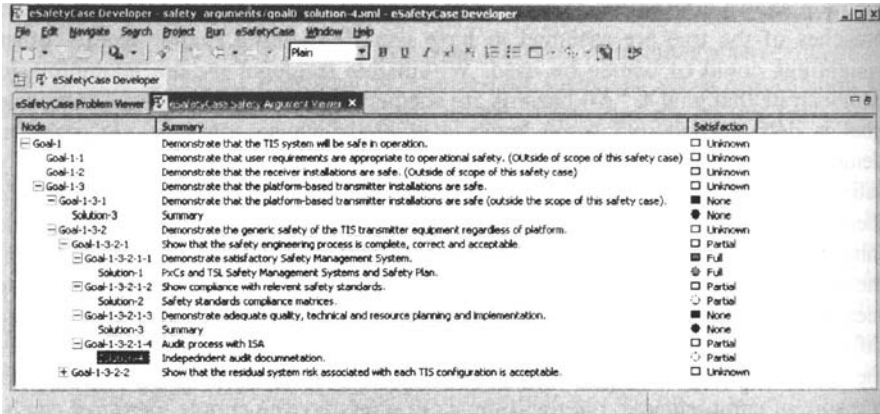 eSafetyCase Developer - safety_arguments/goal0_solution-4.xml - eSafetyCase Developer
File Edit Navigate Search Project Run eSafetyCase Window Help
Plain B U I
eSafetyCase Developer
eSafetyCase Problem Viewer eSafetyCase Safety Argument Viewer
Node Summary Satisfaction
Goal-1 Demonstrate that the TIS system will be safe in operation. Unknown
Goal-1-1 Demonstrate that user requirements are appropriate to operational safety. (OUtside of scope of this safety case) Unknown
Goal-1-2 Demonstrate that the receiver installations are safe. (Outside of scope of this safety case) Unknown
Goal-1-3 Demonstrate that the platform-based transmitter installations are safe. Unknown
Goal-1-3-1 Demonstrate that the platform-based transmitter installations are safe (outside the scope of this safety case). None
Solution-3 Summary None
Goal-1-3-2 Demonstrate the generic safety of the TIS transmitter equipment regardless of platform. Unknown
Goal-1-3-2-1 Show that the safety engineering process is complete, correct and acceptable. Partial
Goal-1-3-2-1-1 Demonstrate satisfactory Safety Management System. Full
Solution-1 PxCs and TSL Safety Management Systems and Safety Plan. Full
Goal-1-3-2-1-2 Show compliance with relevent safety standards. Partial
Solution-2 Safety standards compliance matrices. Partial
Goal-1-3-2-1-3 Demonstrate adequate quality, technical and resource planning and implementation. None
Solution-3 Summary None
Goal-1-3-2-1-4 Audit process with ISA Partial
Solution-4 Indepedndent audit documnetation. Partial
Goal-1-3-2-2 Show that the residual system risk associated with each TIS configuration is acceptable. Unknown